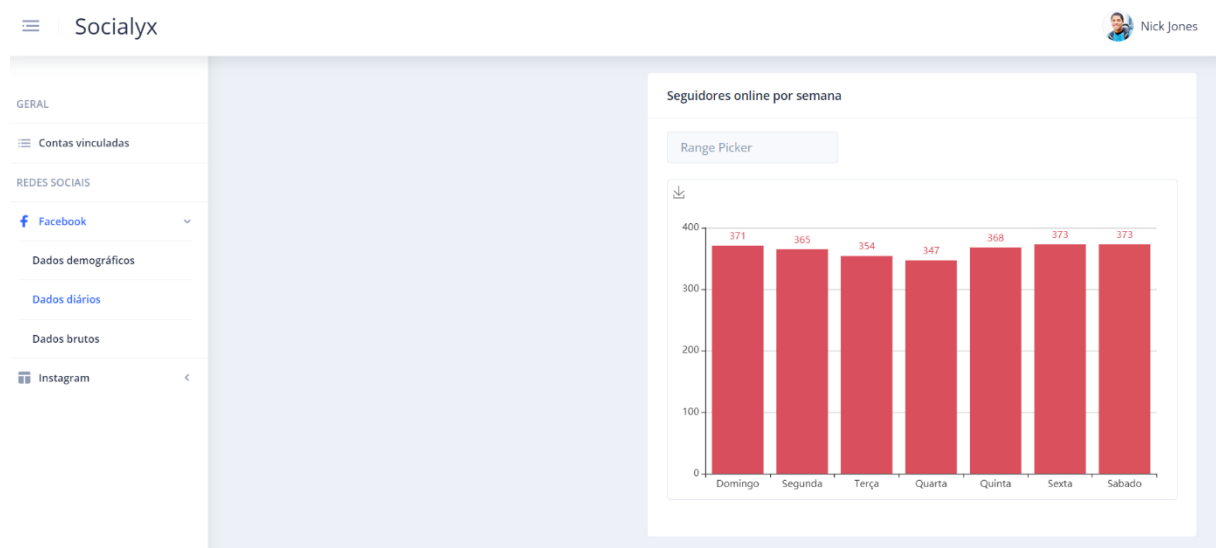 Socialyx
Nick Jones
GERAL
Contas vinculadas
REDES SOCIAIS
Facebook
Dados demográficos
Dados diários
Dados brutos
Instagram
Seguidores online por semana
Range Picker
400
300
200
100
0
371 365 354 347 368 373 373
Domingo Segunda Terça Quarta Quinta Sexta Sabado